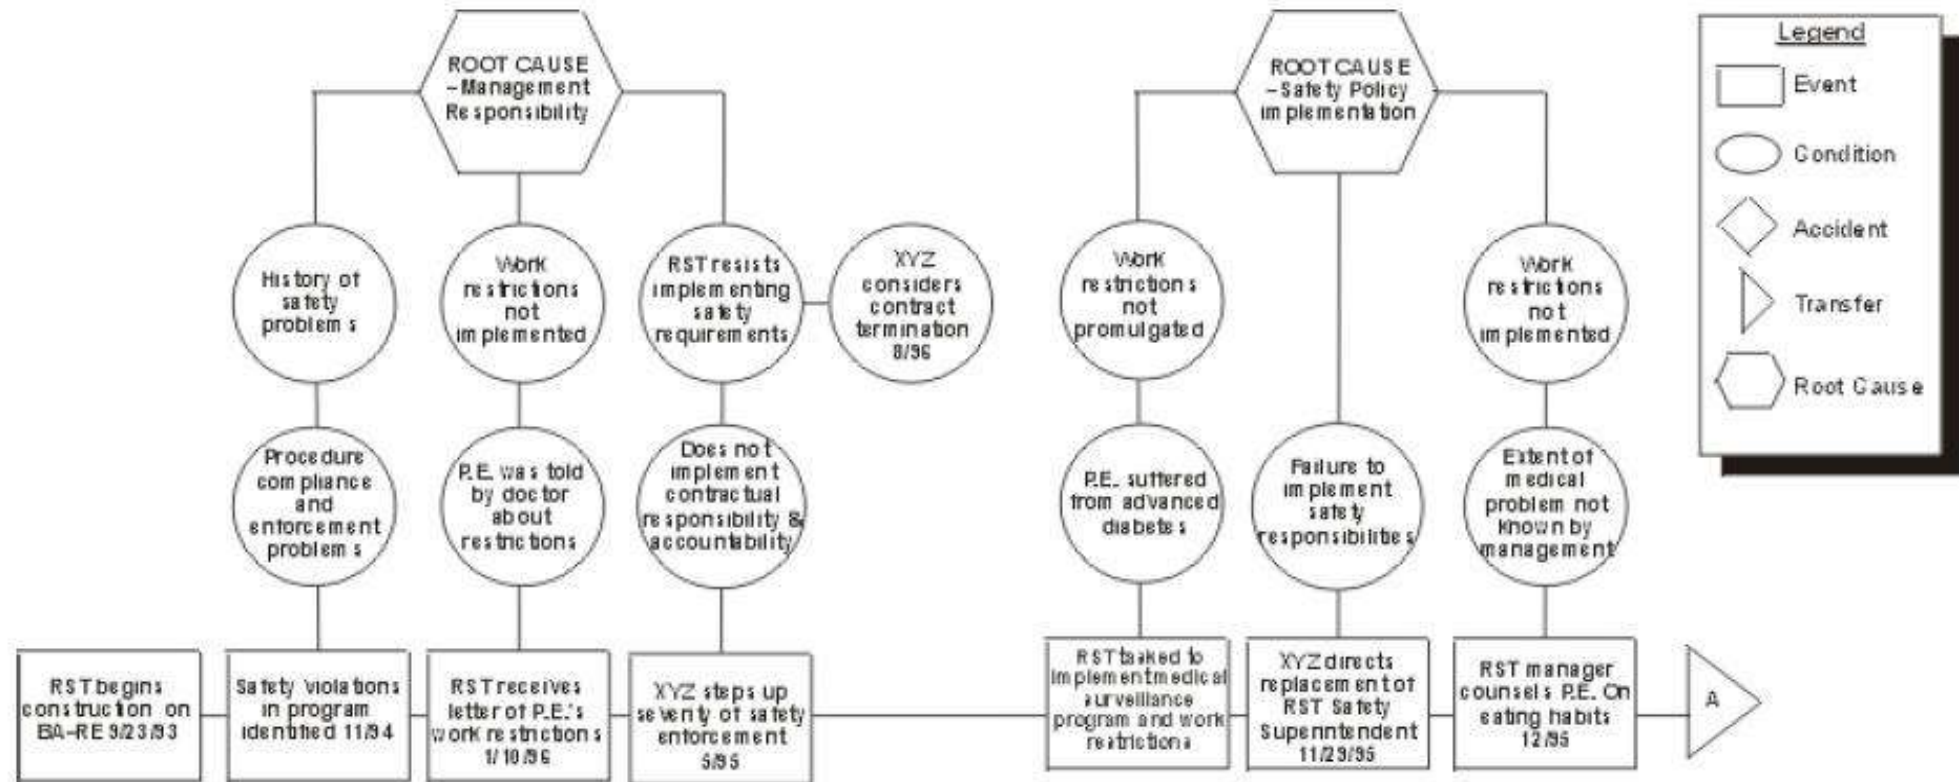 ROOT CAUSE
–Management
Responsibility
ROOT CAUSE
–Safety Policy
implementation
Legend
Event
Condition
Accident
Transfer
Root Cause
History of
safety
problems
Work
restrictions
not
implemented
RST resists
implementing
safety
requirements
XYZ
considers
contract
termination
8/96
Work
restrictions
not
promulgated
Work
restrictions
not
implemented
Procedure
compliance
and
enforcement
problems
P.E. was told
by doctor
about
restrictions
Does not
implement
contractual
responsibility &
accountability
P.E. suffered
from advanced
diabetes
Failure to
implement
safety
responsibilities
Extent of
medical
problem not
known by
management
RST begins
construction on
BA–RE 9/23/93
Safety Violations
in program
identified 11/94
RST receives
letter of P.E.'s
work restrictions
1/10/96
XYZ steps up
severity of safety
enforcement
5/95
RST tasked to
implement medical
surveillance
program and work
restrictions
XYZ directs
replacement of
RST Safety
Superintendent
11/29/95
RST manager
counsels P.E. On
eating habits
12/95
A